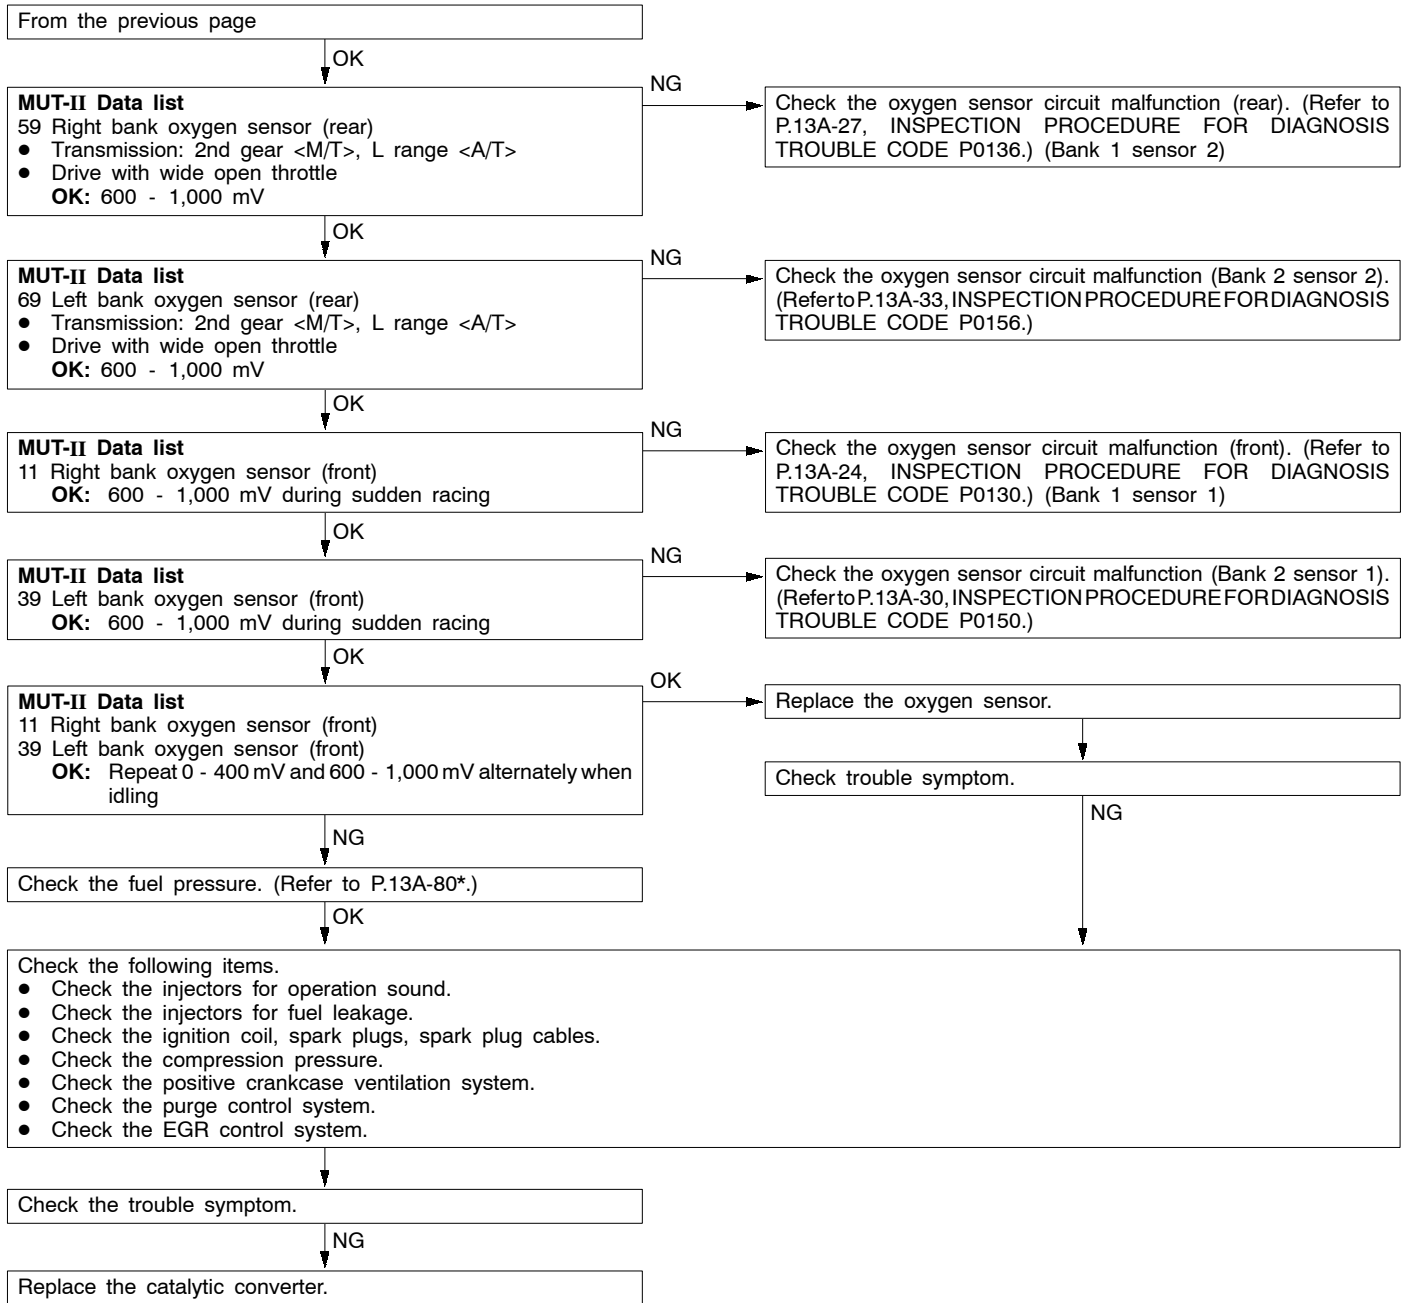 From the previous page
OK
MUT-II Data list
59 Right bank oxygen sensor (rear)
● Transmission: 2nd gear <M/T>, L range <A/T>
● Drive with wide open throttle
OK: 600 - 1,000 mV
NG
Check the oxygen sensor circuit malfunction (rear). (Refer to
P.13A-27, INSPECTION PROCEDURE FOR DIAGNOSIS
TROUBLE CODE P0136.) (Bank 1 sensor 2)
OK
MUT-II Data list
69 Left bank oxygen sensor (rear)
● Transmission: 2nd gear <M/T>, L range <A/T>
● Drive with wide open throttle
OK: 600 - 1,000 mV
NG
Check the oxygen sensor circuit malfunction (Bank 2 sensor 2).
(Refer to P.13A-33, INSPECTION PROCEDURE FOR DIAGNOSIS
TROUBLE CODE P0156.)
OK
MUT-II Data list
11 Right bank oxygen sensor (front)
OK: 600 - 1,000 mV during sudden racing
NG
Check the oxygen sensor circuit malfunction (front). (Refer to
P.13A-24, INSPECTION PROCEDURE FOR DIAGNOSIS
TROUBLE CODE P0130.) (Bank 1 sensor 1)
OK
MUT-II Data list
39 Left bank oxygen sensor (front)
OK: 600 - 1,000 mV during sudden racing
NG
Check the oxygen sensor circuit malfunction (Bank 2 sensor 1).
(Refer to P.13A-30, INSPECTION PROCEDURE FOR DIAGNOSIS
TROUBLE CODE P0150.)
OK
MUT-II Data list
11 Right bank oxygen sensor (front)
39 Left bank oxygen sensor (front)
OK: Repeat 0 - 400 mV and 600 - 1,000 mV alternately when
idling
OK
Replace the oxygen sensor.
Check trouble symptom.
NG
NG
Check the fuel pressure. (Refer to P.13A-80*.)
OK
Check the following items.
● Check the injectors for operation sound.
● Check the injectors for fuel leakage.
● Check the ignition coil, spark plugs, spark plug cables.
● Check the compression pressure.
● Check the positive crankcase ventilation system.
● Check the purge control system.
● Check the EGR control system.
Check the trouble symptom.
NG
Replace the catalytic converter.